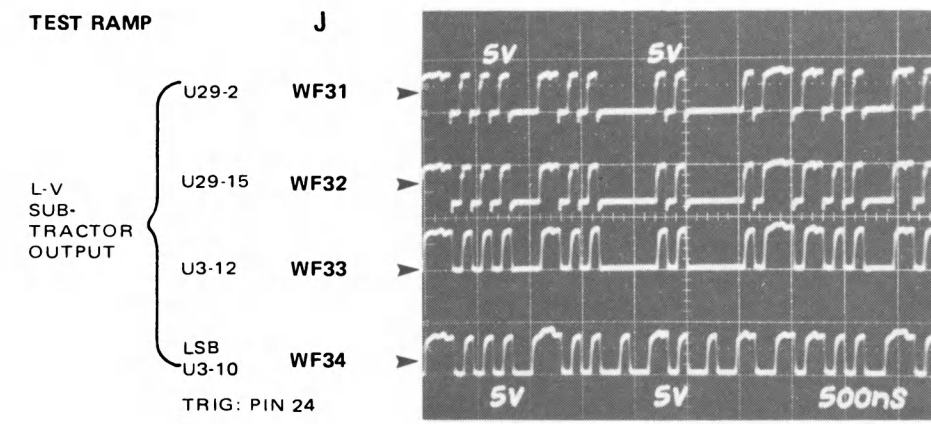 TEST RAMP J
5V 5V
U29-2 WF31
U29-15 WF32
L-V
SUB-
TRACTOR
OUTPUT
U3-12 WF33
LSB
U3-10 WF34
TRIG: PIN 24
5V 5V 500ns